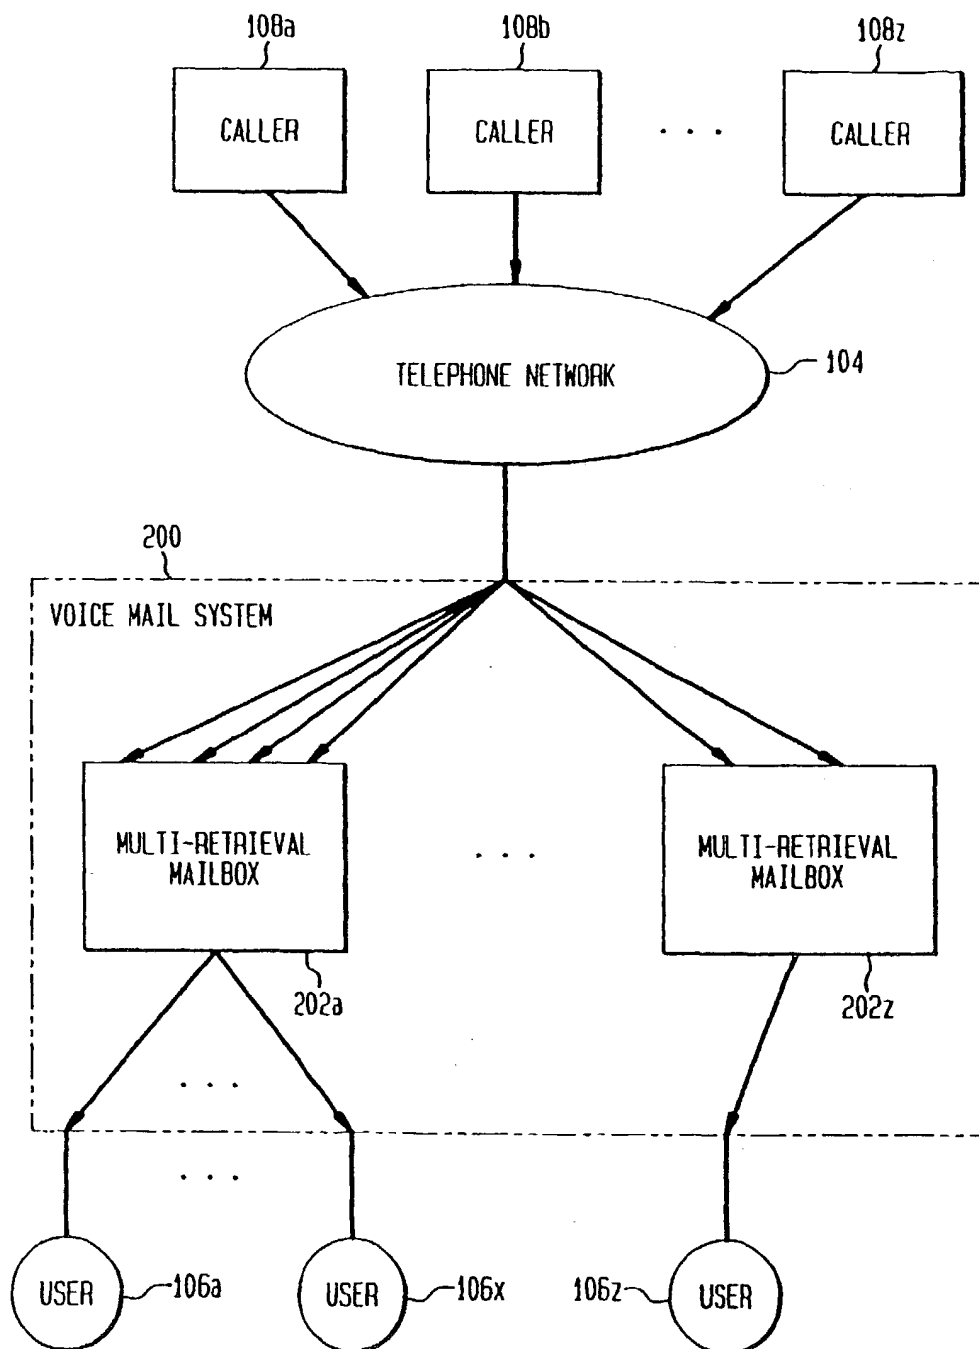 108a
108b
108z
CALLER
CALLER
. . .
CALLER
TELEPHONE NETWORK
104
200
VOICE MAIL SYSTEM
MULTI-RETRIEVAL
MAILBOX
. . .
MULTI-RETRIEVAL
MAILBOX
202a
202z
. . .
. . .
USER
106a
USER
106x
106z
USER